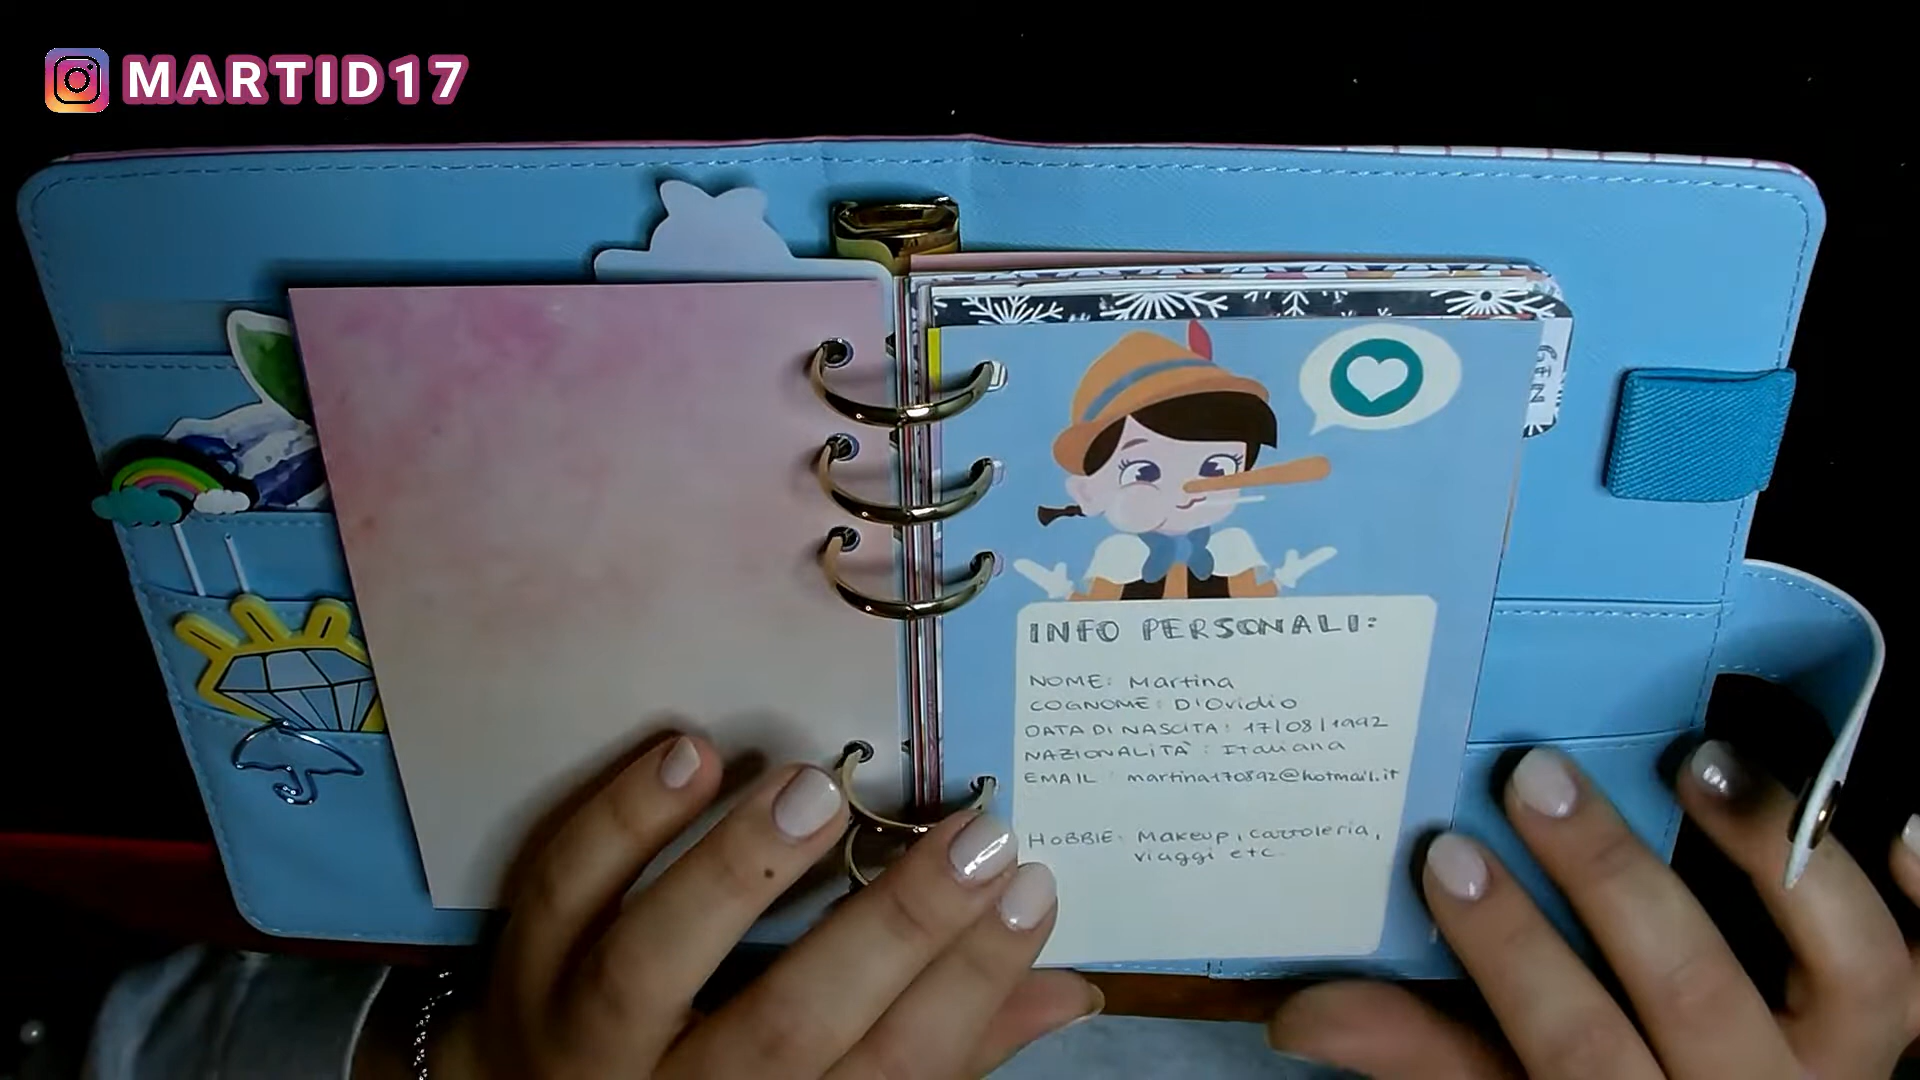 MARTID17
GEN
INFO PERSONALI:
NOME: Martina
COGNOME: D'Ovidio
DATA DI NASCITA: 17/08/1992
NAZIONALITÀ: Italiana
EMAIL: martina170892@hotmail.it
HOBBIE: Makeup, cartoleria,
viaggi etc.